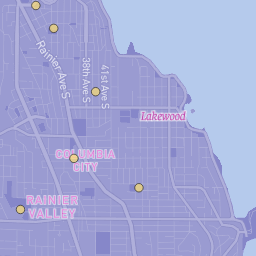 Rainier Ave S
38th Ave S
41st Ave S
Lakewood
COLUMBIA
CITY
RAINIER
VALLEY